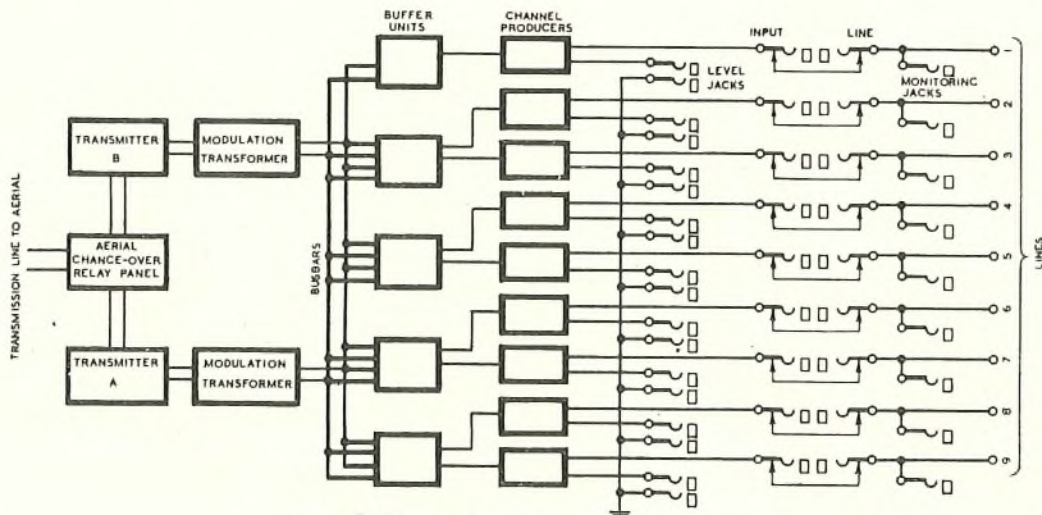 BUFFER
UNITS
CHANNEL
PRODUCERS
INPUT
LINE
LEVEL
JACKS
MONITORING
JACKS
TRANSMITTER
B
MODULATION
TRANSFORMER
TRANSMISSION LINE TO AERIAL
AERIAL
CHANGE-OVER
RELAY PANEL
BUSBARS
TRANSMITTER
A
MODULATION
TRANSFORMER
1
2
3
4
5
6
7
8
9
LINES